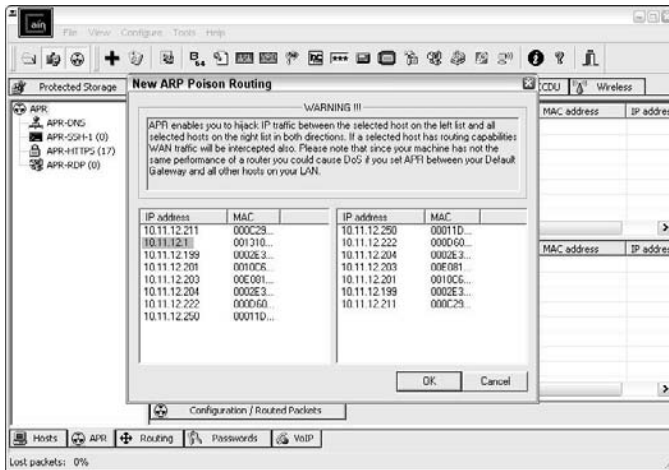 ain
File View Configure Tools Help
Protected Storage
CCDU Wireless
New ARP Poison Routing
WARNING !!!
APR enables you to hijack IP traffic between the selected host on the left list and all
selected hosts on the right list in both directions. If a selected host has routing capabilities
WAN traffic will be intercepted also. Please note that since your machine has not the
same performance of a router you could cause DoS if you set APR between your Default
Gateway and all other hosts on your LAN.
APR
APR-DNS
APR-SSH-1 (0)
APR-HTTPS (17)
APR-RDP (0)
IP address MAC
10.11.12.211 000C29...
10.11.12.1 001310...
10.11.12.199 0002E3...
10.11.12.201 0010C6...
10.11.12.203 00E081...
10.11.12.204 0002E3...
10.11.12.222 000D60...
10.11.12.250 00011D...
IP address MAC
10.11.12.250 00011D...
10.11.12.222 000D60...
10.11.12.204 0002E3...
10.11.12.203 00E081...
10.11.12.201 0010C6...
10.11.12.199 0002E3...
10.11.12.211 000C29...
MAC address IP addre
MAC address IP addre
OK Cancel
Configuration / Routed Packets
Hosts APR Routing Passwords VoIP
Lost packets: 0%